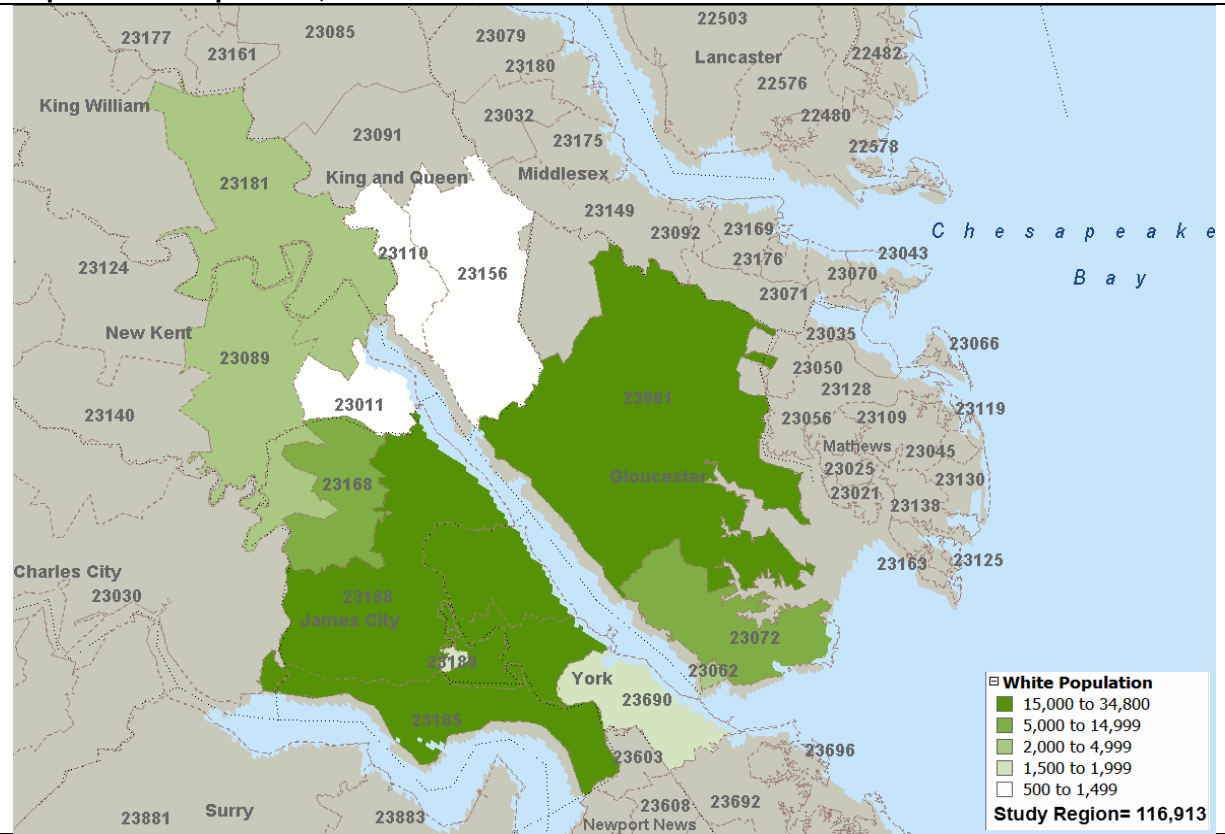 22503
23177
23085
23079
23161
22482
Lancaster
23180
22576
King William
23032
22480
23091
23175
22578
King and Queen
Middlesex
23181
23149
23169
23092
C h e s a p e a k e
23110
23176
23043
23124
23156
23070
B a y
23071
New Kent
23035
23066
23089
23050
23128
23061
23011
23119
23140
23056
23109
Mathews
23045
Gloucester
23025
23130
23168
23021
23138
23163
23125
Charles City
23030
23188
James City
23072
23186
23062
York
23690
23185
23603
23696
23608
23692
Surry
23881
23883
Newport News
White Population
15,000 to 34,800
5,000 to 14,999
2,000 to 4,999
1,500 to 1,999
500 to 1,499
Study Region= 116,913